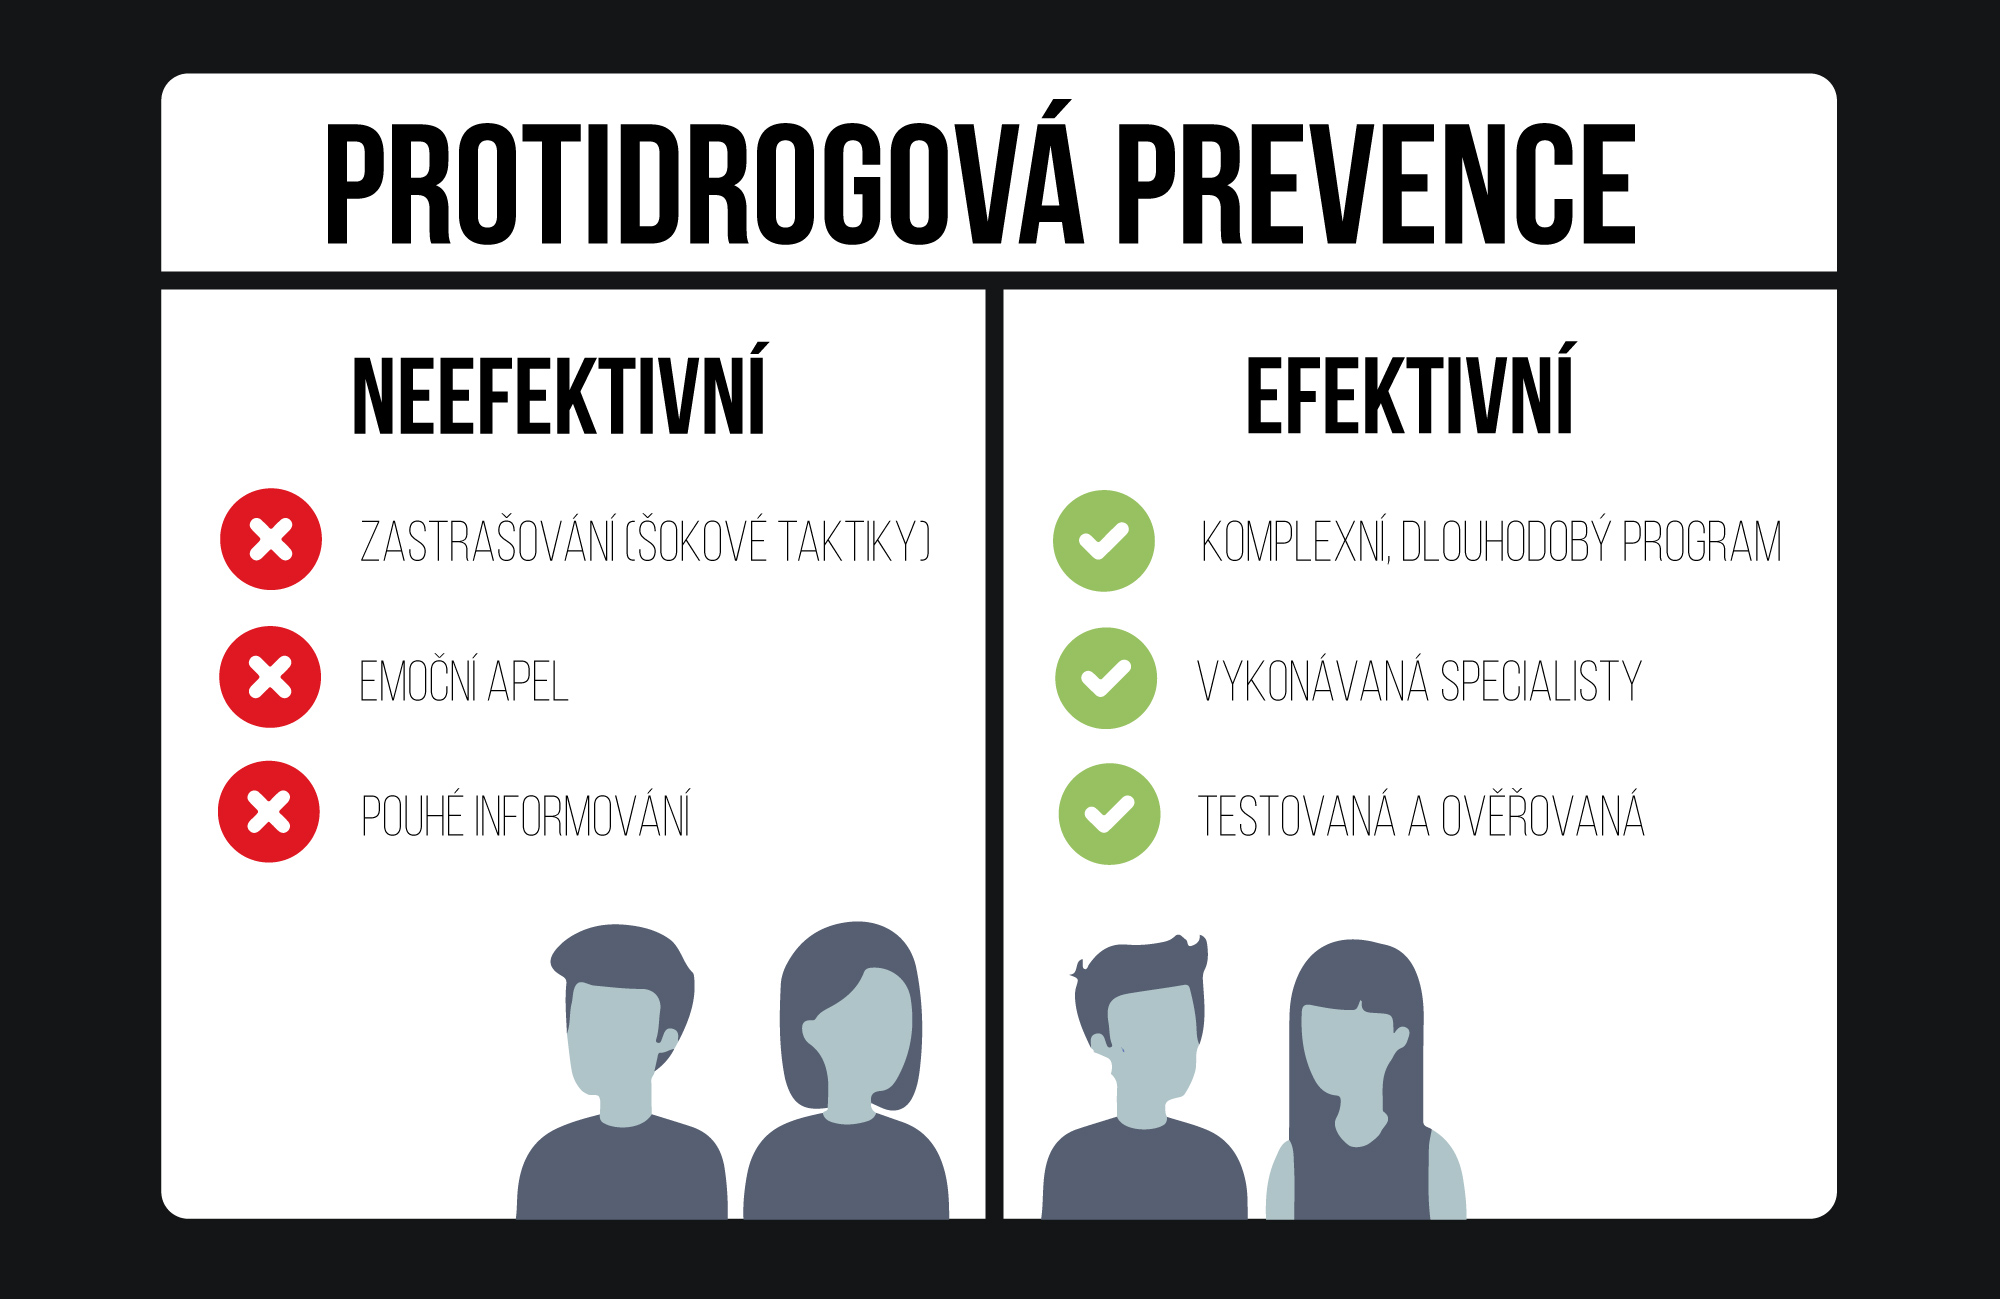 PROTIDROGOVÁ PREVENCE
NEEFEKTIVNÍ
ZASTRAŠOVÁNÍ (ŠOKOVÉ TAKTIKY)
EMOČNÍ APEL
POUHÉ INFORMOVÁNÍ
EFEKTIVNÍ
KOMPLEXNÍ, DLOUHODOBÝ PROGRAM
VYKONÁVANÁ SPECIALISTY
TESTOVANÁ A OVĚŘOVANÁ